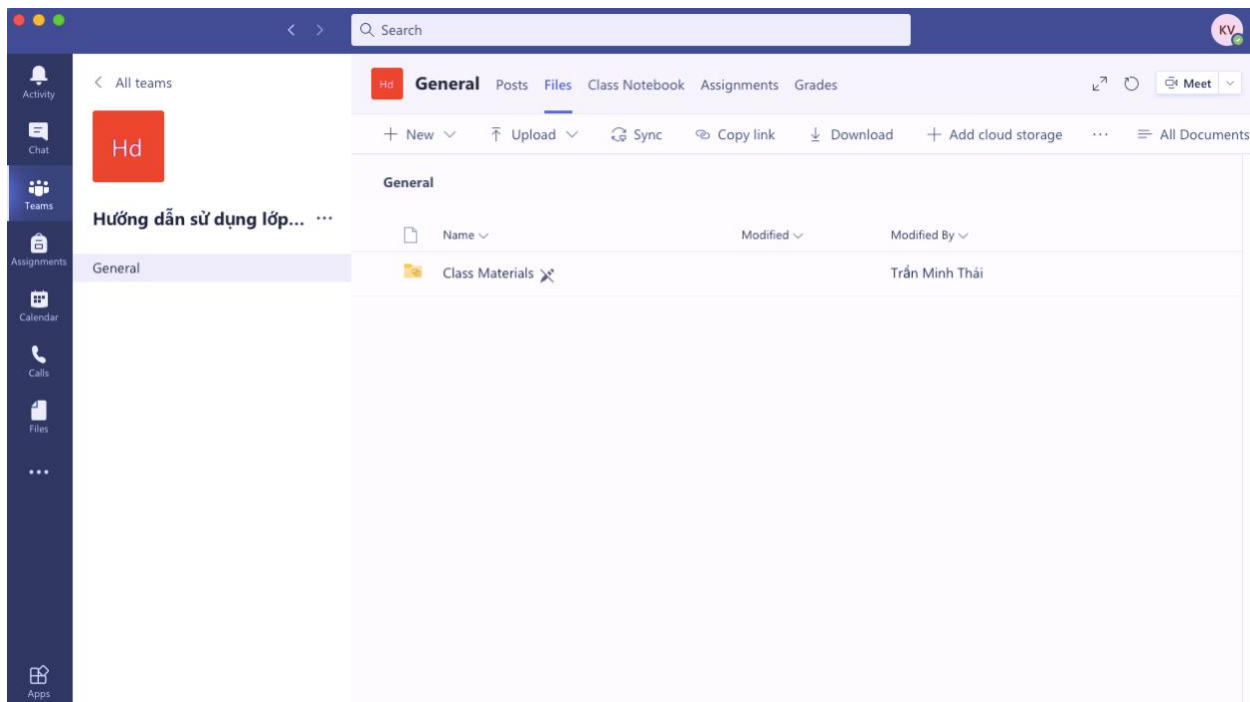 Search
KV
Activity
Chat
Teams
Assignments
Calendar
Calls
Files
Apps
All teams
Hd
Hướng dẫn sử dụng lớp... ...
General
Hd General Posts Files Class Notebook Assignments Grades Meet
New Upload Sync Copy link Download Add cloud storage ... All Documents
General
Name Modified Modified By
Class Materials Trần Minh Thái